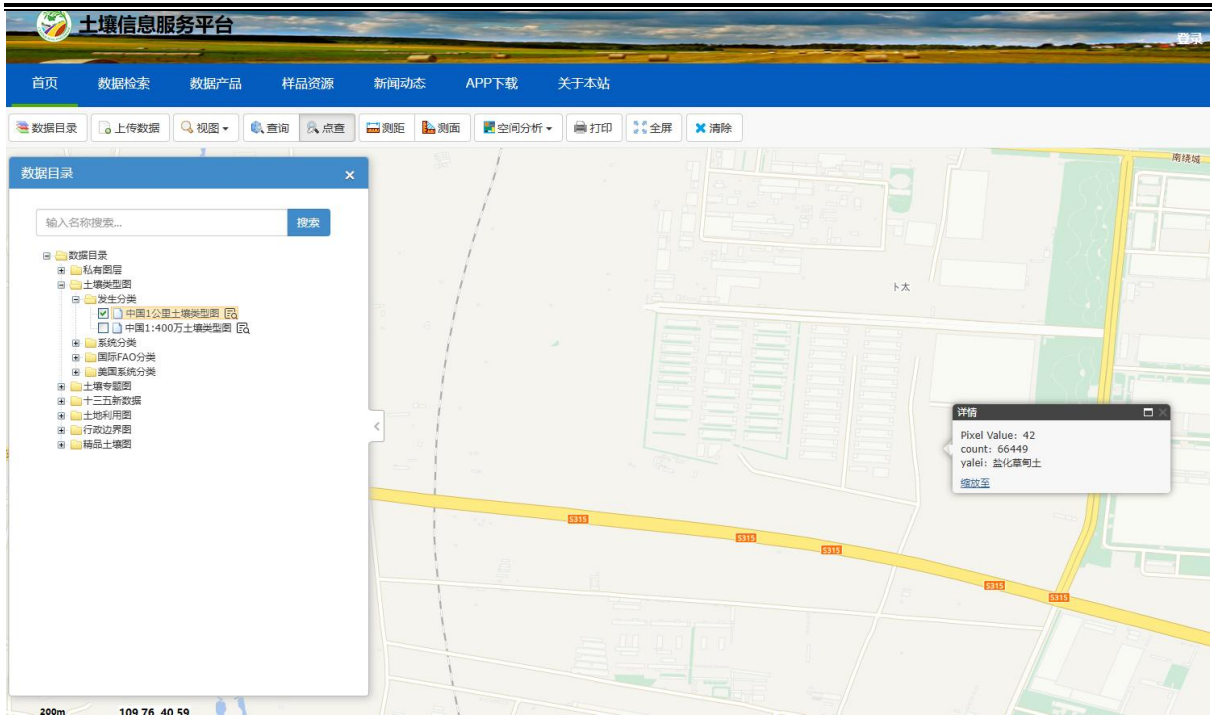 土壤信息服务平台
登录
首页 数据检索 数据产品 样品资源 新闻动态 APP下载 关于本站
数据目录 上传数据 视图 查询 点查 测距 测面 空间分析 打印 全屏 清除
数据目录 ×
南绕城
输入名称搜索... 搜索
数据目录
私有图层
土壤类型图
发生分类
中国1公里土壤类型图
中国1:400万土壤类型图
系统分类
国际FAO分类
美国系统分类
土壤专题图
十三五新数据
土地利用图
行政边界图
精品土壤图
卜太
详情
Pixel Value: 42
count: 66449
yalei: 盐化草甸土
缩放至
S315
S315
S315
S315
S315
200m 109.76, 40.59